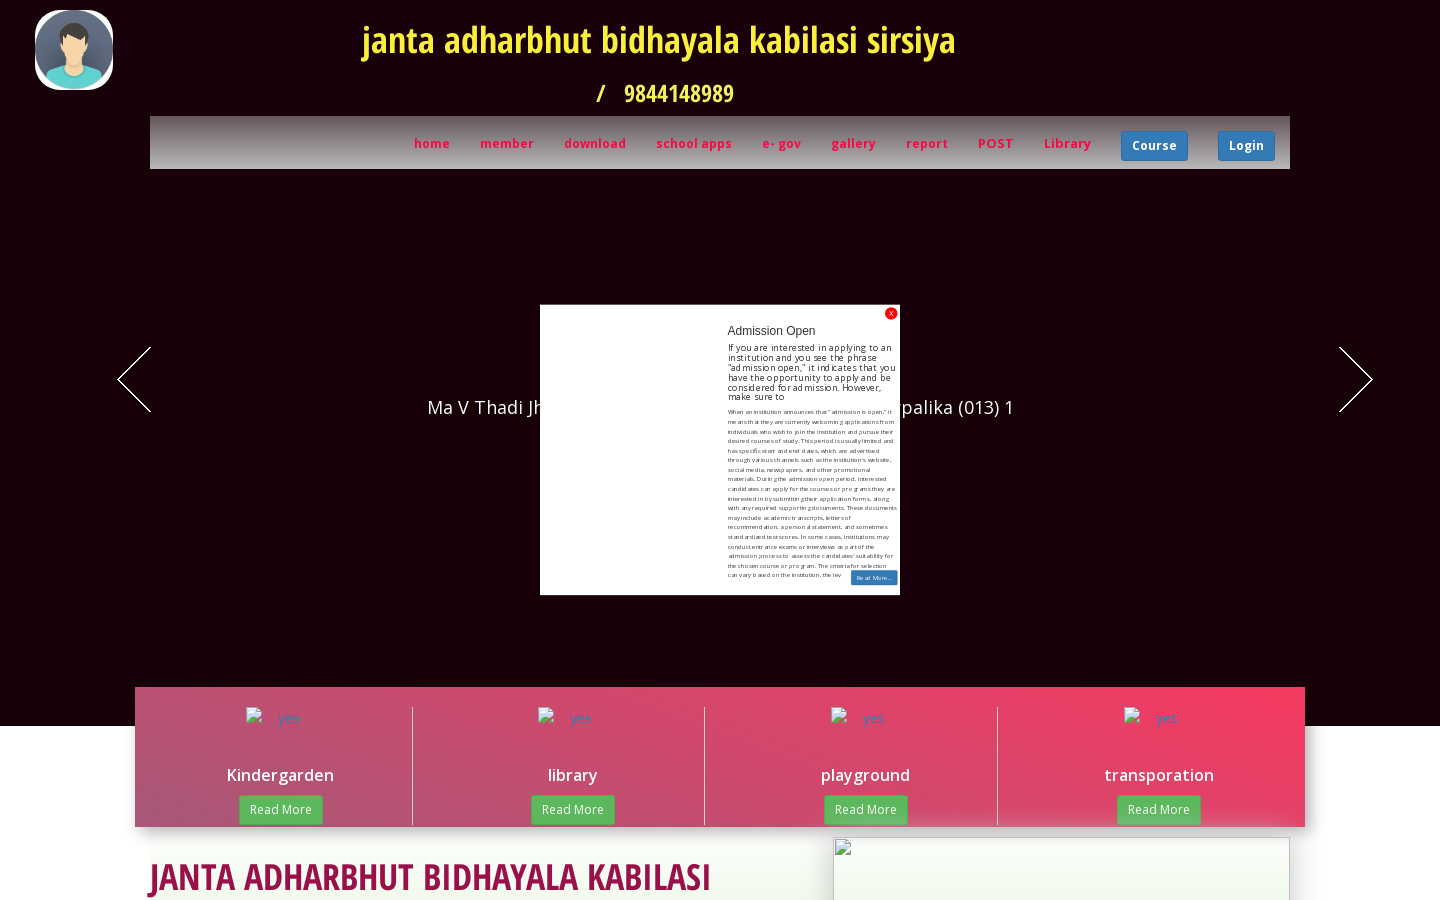 janta adharbhut bidhayala kabilasi sirsiya
/ 9844148989
home member download school apps e- gov gallery report POST Library Course Login
X
Admission Open
If you are interested in applying to an
institution and you see the phrase
"admission open," it indicates that you
have the opportunity to apply and be
considered for admission. However,
make sure to
Ma V Thadi Jh
palika (013) 1
When an institution announces that "admission is open," it
means that they are currently welcoming applications from
individuals who wish to join the institution and pursue their
desired courses of study. This period is usually limited and
has specific start and end dates, which are advertised
through various channels such as the institution's website,
social media, newspapers, and other promotional
materials. During the admission open period, interested
candidates can apply for the courses or programs they are
interested in by submitting their application forms, along
with any required supporting documents. These documents
may include academic transcripts, letters of
recommendation, a personal statement, and sometimes
standardized test scores. In some cases, institutions may
conduct entrance exams or interviews as part of the
admission process to assess the candidates' suitability for
the chosen course or program. The criteria for selection
can vary based on the institution, the lev
Read More...
yes yes yes yes
Kindergarden library playground transporation
Read More Read More Read More Read More
JANTA ADHARBHUT BIDHAYALA KABILASI